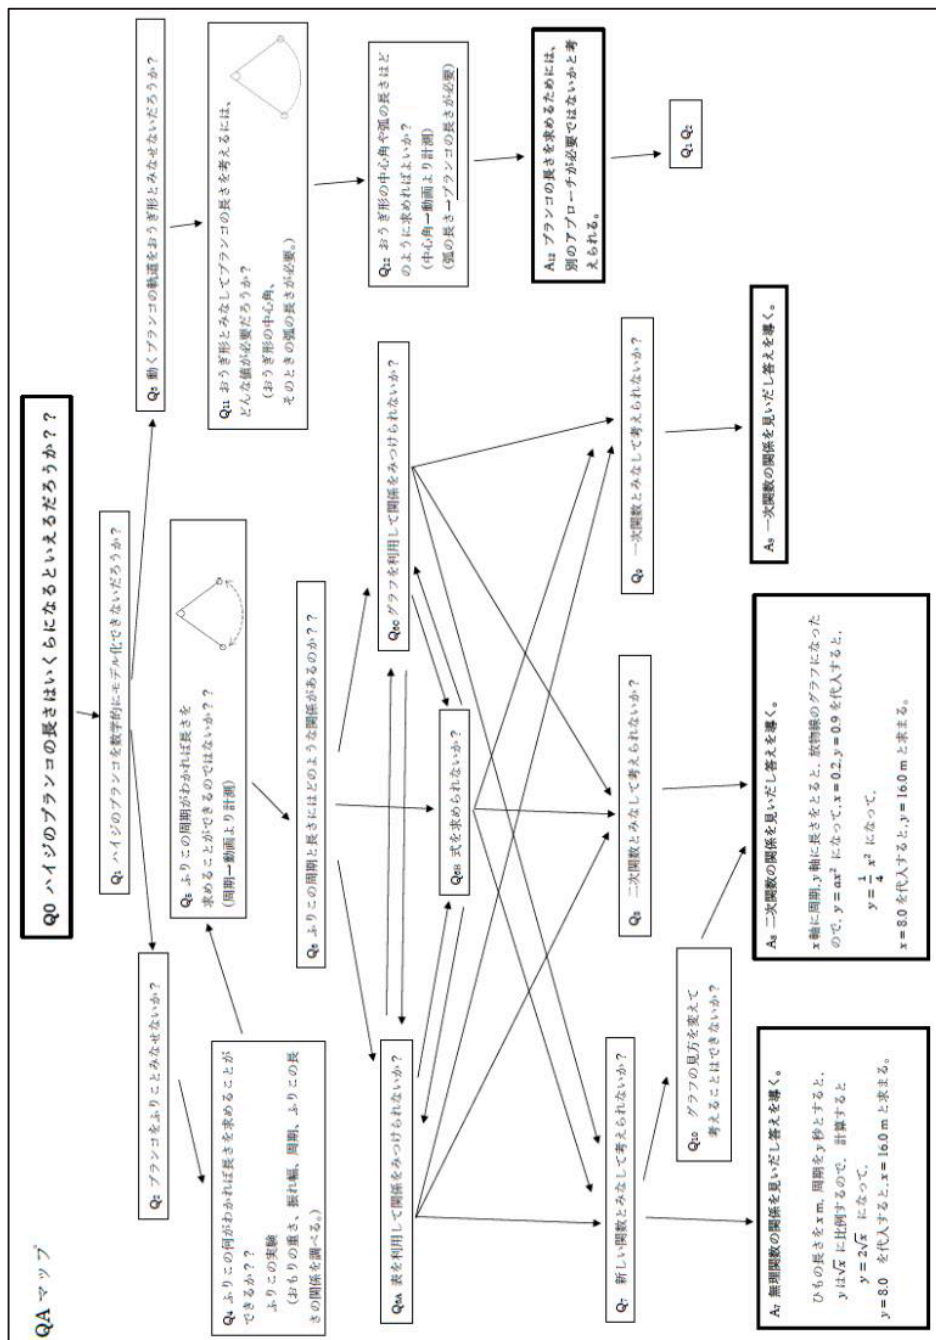 QA マップ
Q0 ハイジのブランコの長さはいくらになるといえるだろうか？？
Q₁ ハイジのブランコを数学的にモデル化できないだろうか？
Q₂ ブランコをふりことみなせないか？
Q₃ 動くブランコの軌道をおうぎ形とみなせないだろうか？
Q₄ ふりこの何がわかれば長さを求めることが
できるか？？
ふりこの実験
（おもりの重さ、振れ幅、周期、ふりこの長
さの関係を調べる。）
Q₅ ふりこの周期がわかれば長さを
求めることができるのではないか？？
（周期→動画より計測）
Q₁₁ おうぎ形とみなしてブランコの長さを考えるには、
どんな値が必要だろうか？
（おうぎ形の中心角、
そのときの弧の長さが必要。）
Q₆ ふりこの周期と長さにはどのような関係があるのか？？
Q₁₂ おうぎ形の中心角や弧の長さはど
のように求めればよいか？
（中心角→動画より計測）
（弧の長さ→ブランコの長さが必要）
Q₆A 表を利用して関係をみつけられないか？
Q₆B 式を求められないか？
Q₆C グラフを利用して関係をみつけられないか？
A₁₂ ブランコの長さを求めるためには、
別のアプローチが必要ではないかと考
えられる。
Q₁ Q₂
Q₇ 新しい関数とみなして考えられないか？
Q₈ 二次関数とみなして考えられないか？
Q₉ 一次関数とみなして考えられないか？
Q₁₀ グラフの見方を変えて
考えることはできないか？
A₇ 無理関数の関係を見いだし答えを導く。
ひもの長さを x m，周期を y 秒とすると，
y は√x に比例するので，計算すると
y = 2√x になって，
y = 8.0 を代入すると，x = 16.0 m と求まる。
A₈ 二次関数の関係を見いだし答えを導く。
x 軸に周期，y 軸に長さをとると，放物線のグラフになった
ので，y = ax² になって，x = 0.2，y = 0.9 を代入すると，
y = 1/4 x² になって，
x = 8.0 を代入すると，y = 16.0 m と求まる。
A₉ 一次関数の関係を見いだし答えを導く。